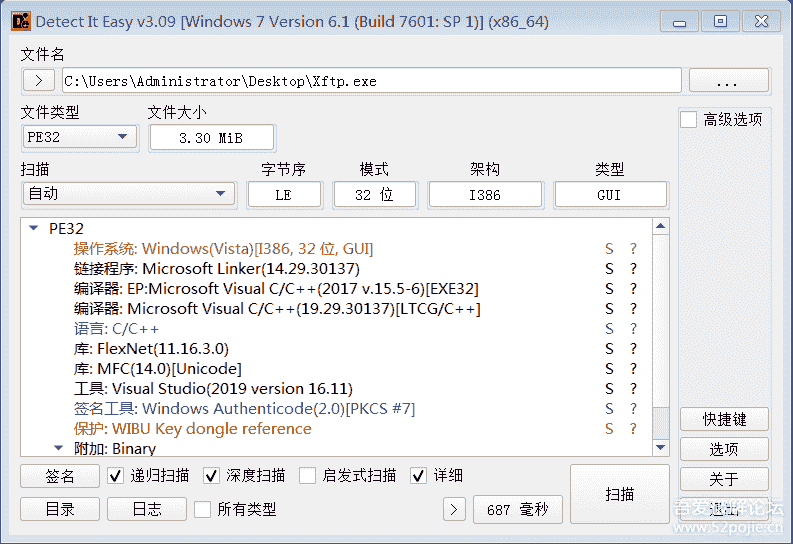 Detect It Easy v3.09 [Windows 7 Version 6.1 (Build 7601: SP 1)] (x86_64)
文件名
> C:\Users\Administrator\Desktop\Xftp.exe ...
文件类型 文件大小
PE32 3.30 MiB
高级选项
扫描 字节序 模式 架构 类型
自动 LE 32 位 I386 GUI
PE32
操作系统: Windows(Vista)[I386, 32 位, GUI] S ?
链接程序: Microsoft Linker(14.29.30137) S ?
编译器: EP:Microsoft Visual C/C++(2017 v.15.5-6)[EXE32] S ?
编译器: Microsoft Visual C/C++(19.29.30137)[LTCG/C++] S ?
语言: C/C++ S ?
库: FlexNet(11.16.3.0) S ?
库: MFC(14.0)[Unicode] S ?
工具: Visual Studio(2019 version 16.11) S ?
签名工具: Windows Authenticode(2.0)[PKCS #7] S ?
保护: WIBU Key dongle reference S ?
附加: Binary
快捷键
选项
关于
退出
签名 递归扫描 深度扫描 启发式扫描 详细
扫描
目录 日志 所有类型 > 687 毫秒
吾爱破解论坛
www.52pojie.cn